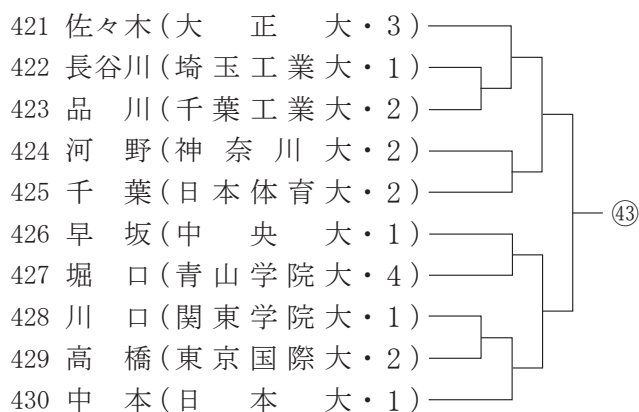 421 佐々木(大正大・3)
422 長谷川(埼玉工業大・1)
423 品川(千葉工業大・2)
424 河野(神奈川大・2)
425 千葉(日本体育大・2)
426 早坂(中央大・1)
427 堀口(青山学院大・4)
428 川口(関東学院大・1)
429 高橋(東京国際大・2)
430 中本(日本大・1)
㊸